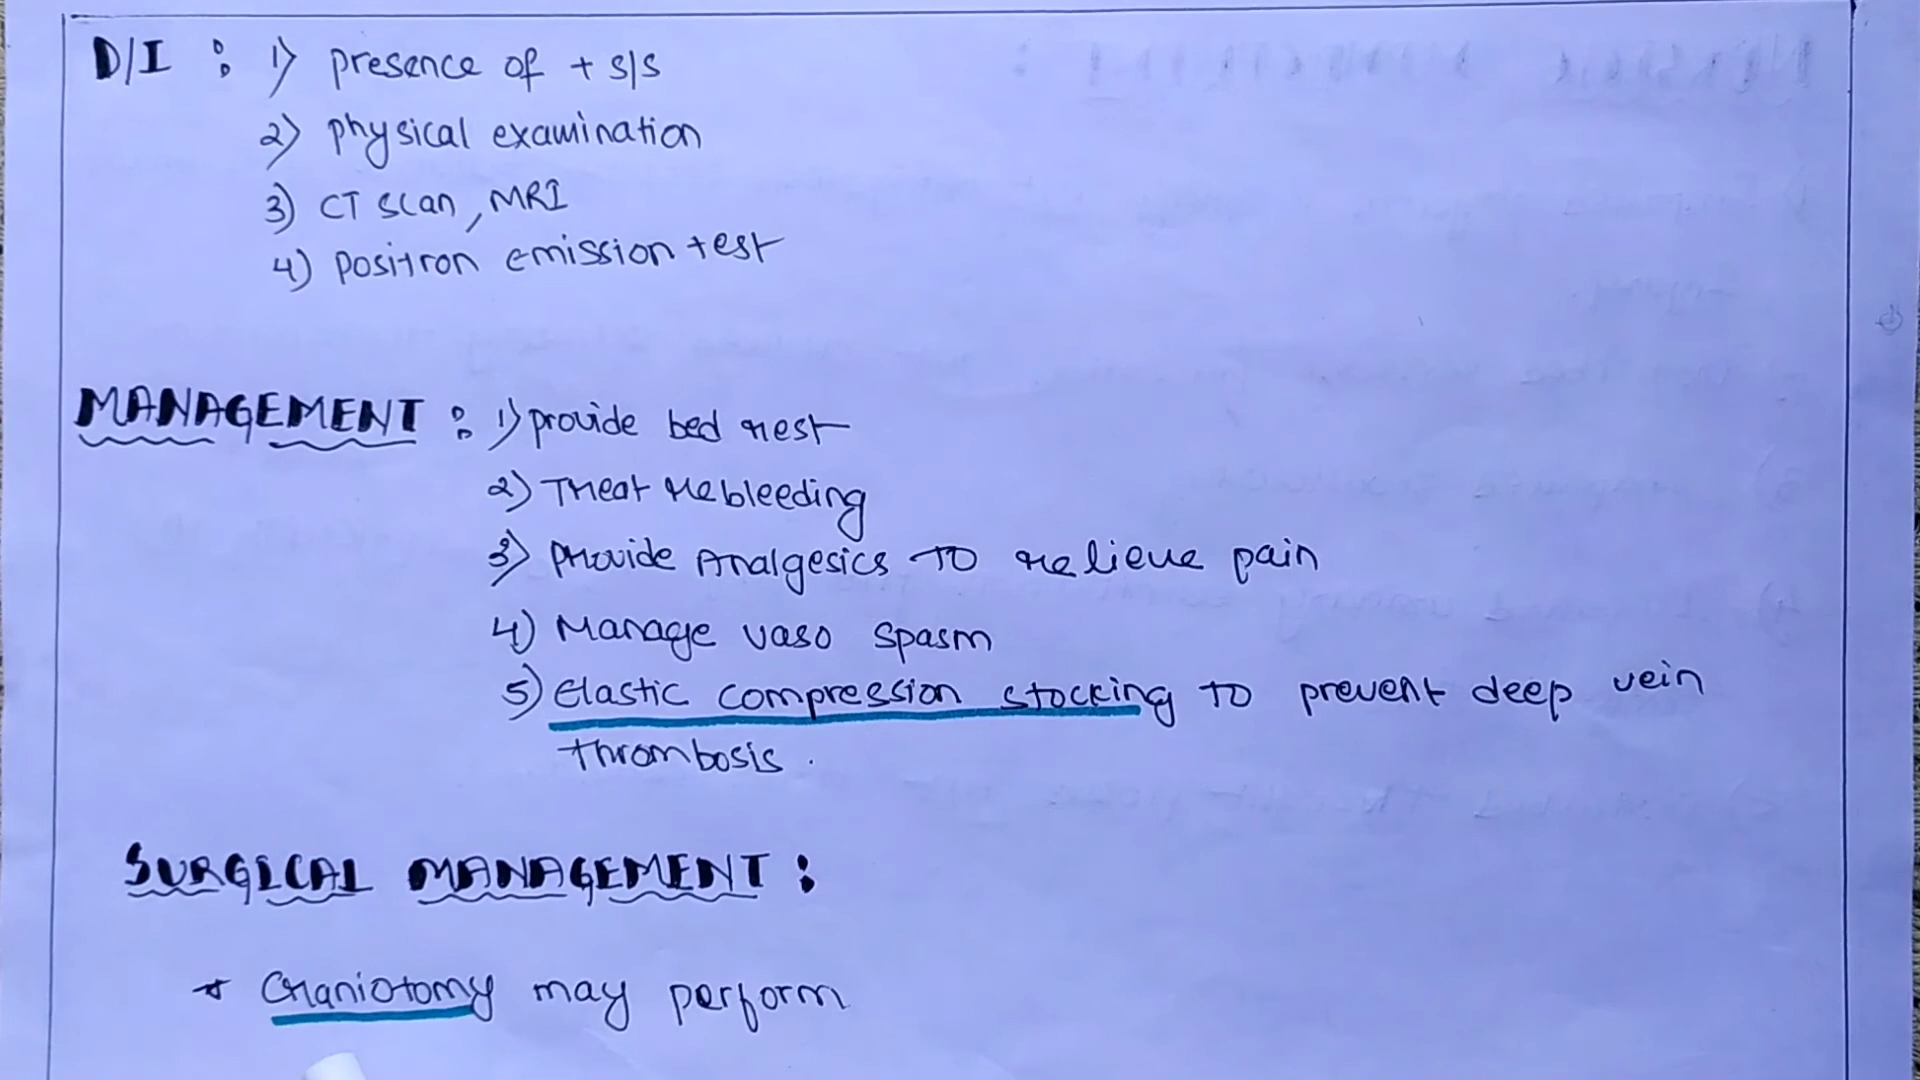 D/I : 1) presence of + s/s
2) physical examination
3) CT scan, MRI
4) positron emission test
MANAGEMENT : 1) provide bed rest
2) Treat rebleeding
3) provide Analgesics TO relieve pain
4) Manage vaso spasm
5) Elastic compression stocking TO prevent deep vein
thrombosis .
SURGICAL MANAGEMENT :
* Craniotomy may perform